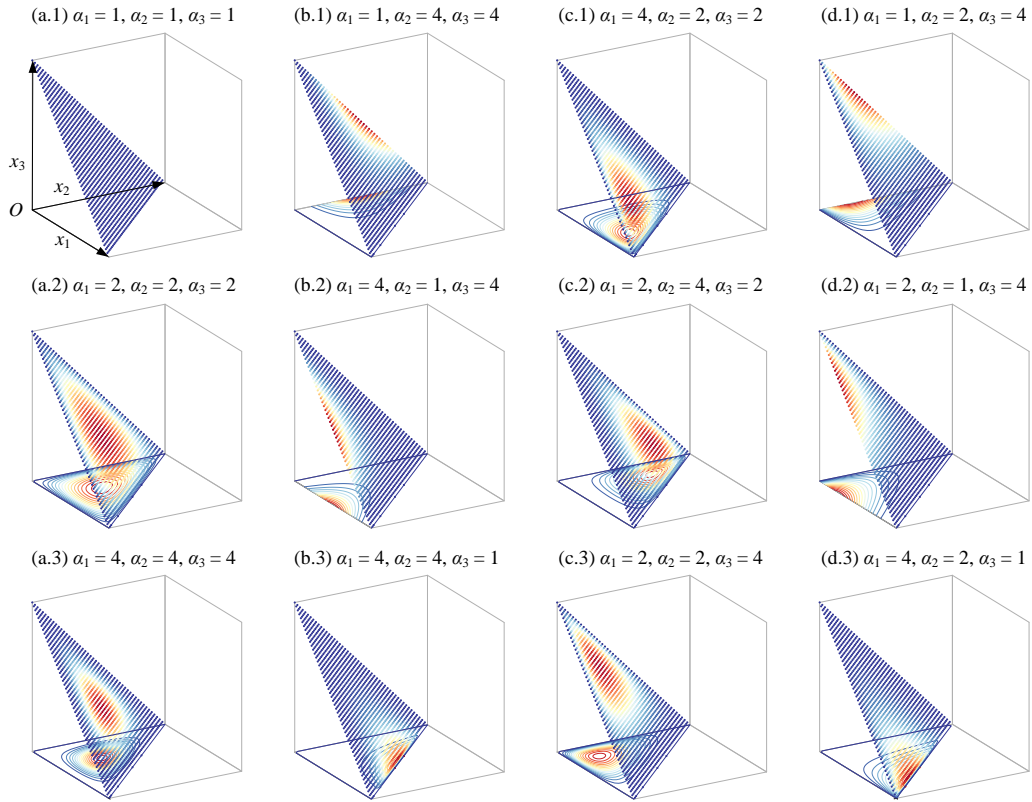 (a.1) α₁ = 1, α₂ = 1, α₃ = 1
(b.1) α₁ = 1, α₂ = 4, α₃ = 4
(c.1) α₁ = 4, α₂ = 2, α₃ = 2
(d.1) α₁ = 1, α₂ = 2, α₃ = 4
x₃
x₂
O
x₁
(a.2) α₁ = 2, α₂ = 2, α₃ = 2
(b.2) α₁ = 4, α₂ = 1, α₃ = 4
(c.2) α₁ = 2, α₂ = 4, α₃ = 2
(d.2) α₁ = 2, α₂ = 1, α₃ = 4
(a.3) α₁ = 4, α₂ = 4, α₃ = 4
(b.3) α₁ = 4, α₂ = 4, α₃ = 1
(c.3) α₁ = 2, α₂ = 2, α₃ = 4
(d.3) α₁ = 4, α₂ = 2, α₃ = 1